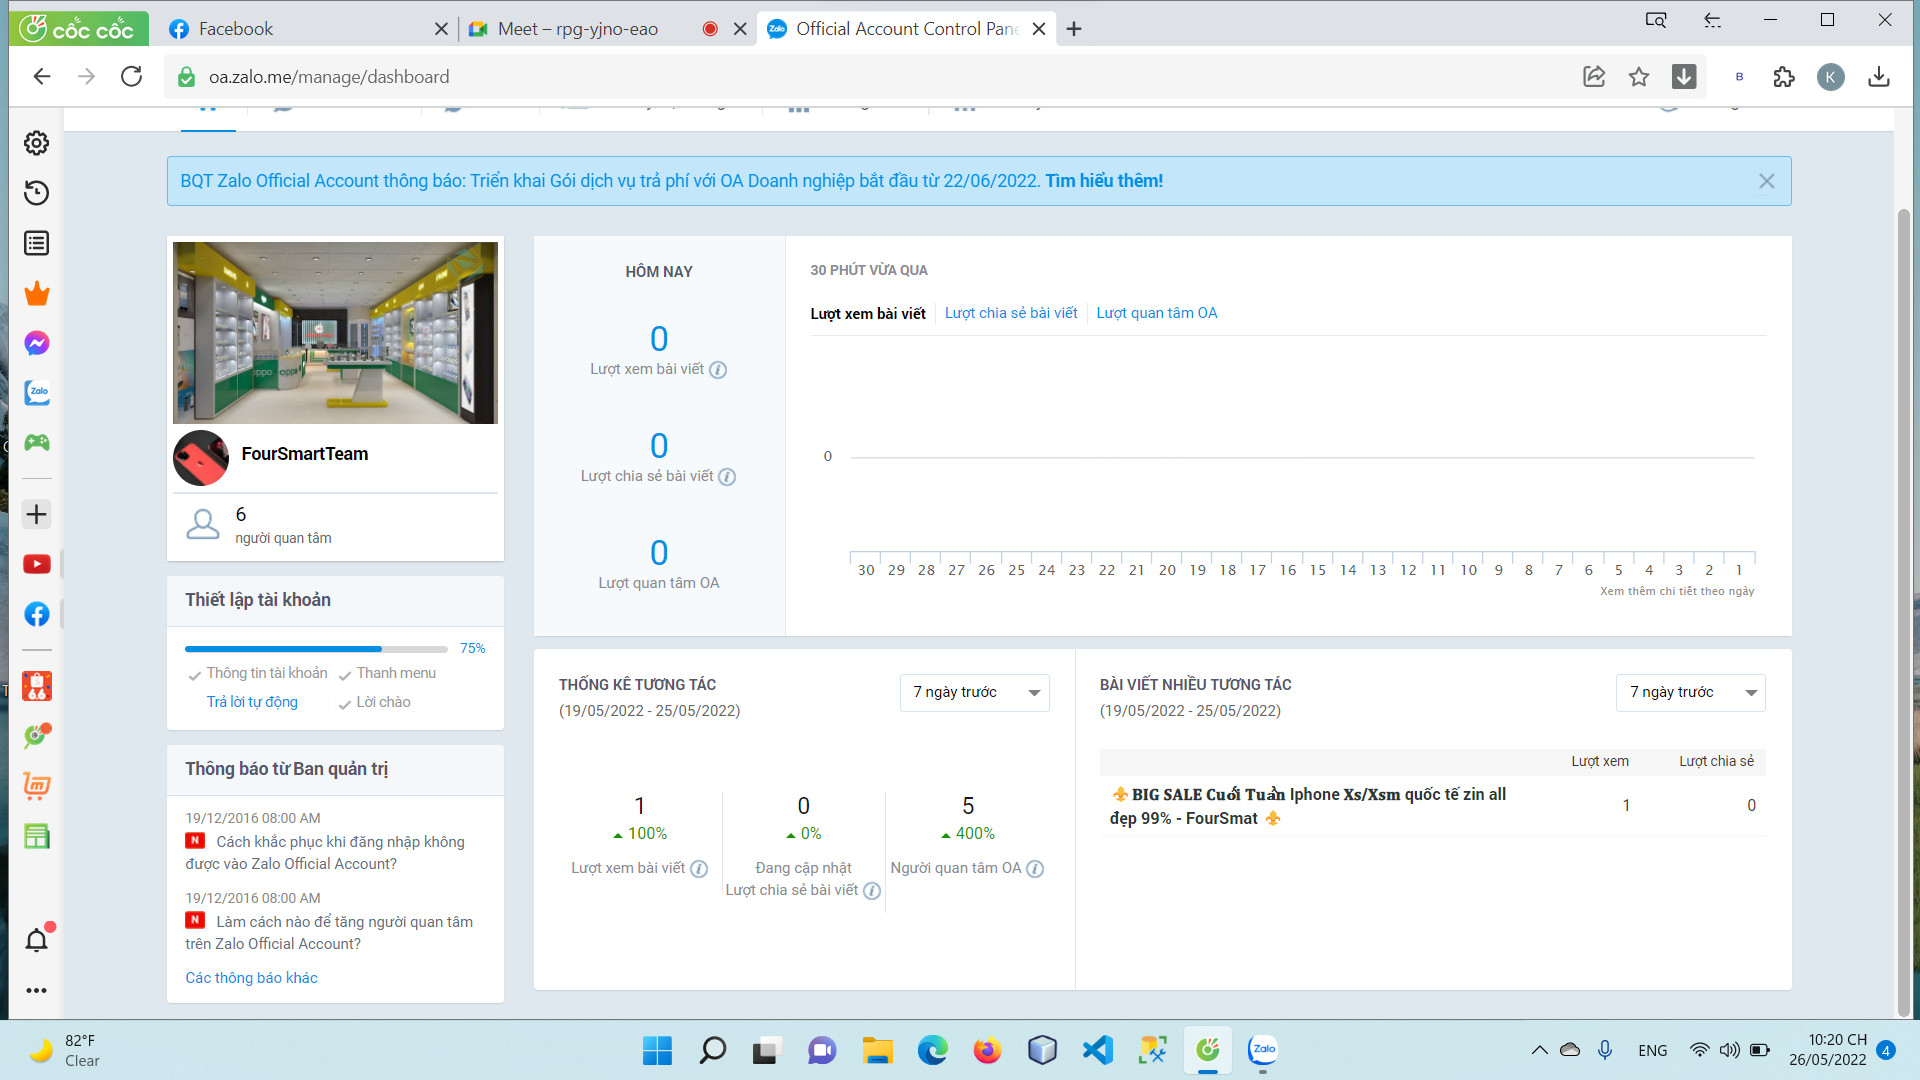 cốc cốc
Facebook
Meet – rpg-yjno-eao
Official Account Control Pane
oa.zalo.me/manage/dashboard
B
K
BQT Zalo Official Account thông báo: Triển khai Gói dịch vụ trả phí với OA Doanh nghiệp bắt đầu từ 22/06/2022. Tìm hiểu thêm!
FourSmartTeam
6
người quan tâm
Thiết lập tài khoản
75%
Thông tin tài khoản
Thanh menu
Trả lời tự động
Lời chào
Thông báo từ Ban quản trị
19/12/2016 08:00 AM
N Cách khắc phục khi đăng nhập không
được vào Zalo Official Account?
19/12/2016 08:00 AM
N Làm cách nào để tăng người quan tâm
trên Zalo Official Account?
Các thông báo khác
HÔM NAY
0
Lượt xem bài viết
0
Lượt chia sẻ bài viết
0
Lượt quan tâm OA
30 PHÚT VỪA QUA
Lượt xem bài viết
Lượt chia sẻ bài viết
Lượt quan tâm OA
0
30 29 28 27 26 25 24 23 22 21 20 19 18 17 16 15 14 13 12 11 10 9 8 7 6 5 4 3 2 1
Xem thêm chi tiết theo ngày
THỐNG KÊ TƯƠNG TÁC
(19/05/2022 - 25/05/2022)
7 ngày trước
1
100%
Lượt xem bài viết
0
0%
Đang cập nhật
Lượt chia sẻ bài viết
5
400%
Người quan tâm OA
BÀI VIẾT NHIỀU TƯƠNG TÁC
(19/05/2022 - 25/05/2022)
7 ngày trước
Lượt xem
Lượt chia sẻ
⚜️ 𝐁𝐈𝐆 𝐒𝐀𝐋𝐄 𝐂𝐮𝐨̂́𝐢 𝐓𝐮𝐚̂̀𝐧 Iphone 𝐗𝐬/𝐗𝐬𝐦 quốc tế zin all
đẹp 99% - FourSmat ⚜️
1
0
Zalo
6.6
82°F
Clear
Zalo
ENG
10:20 CH
26/05/2022
4